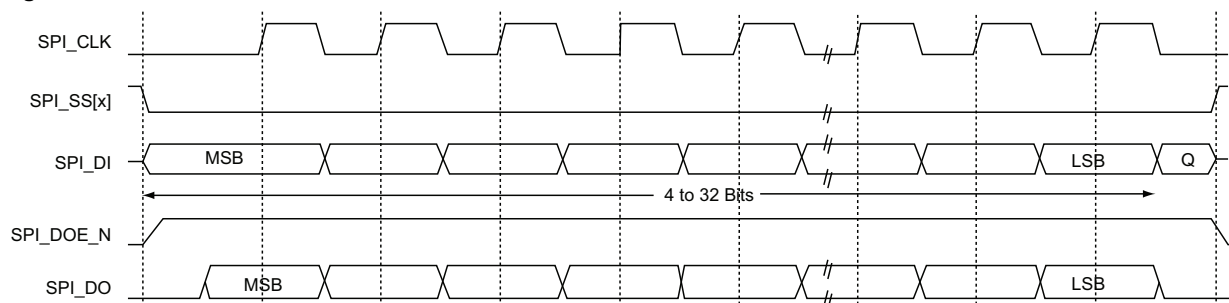 SPI_CLK
SPI_SS[x]
SPI_DI MSB LSB Q
4 to 32 Bits
SPI_DOE_N
SPI_DO MSB LSB